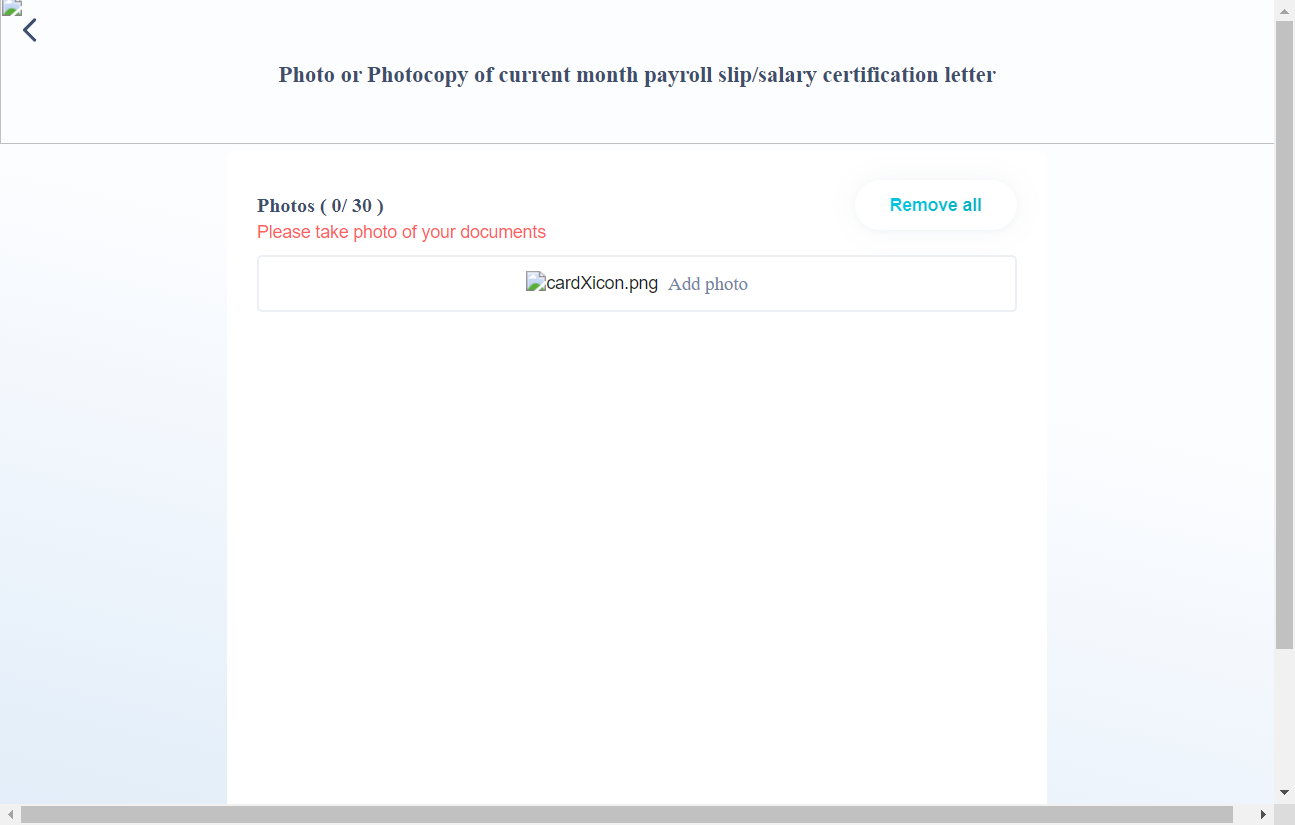 Photo or Photocopy of current month payroll slip/salary certification letter
Photos ( 0/ 30 )
Remove all
Please take photo of your documents
cardXicon.png Add photo